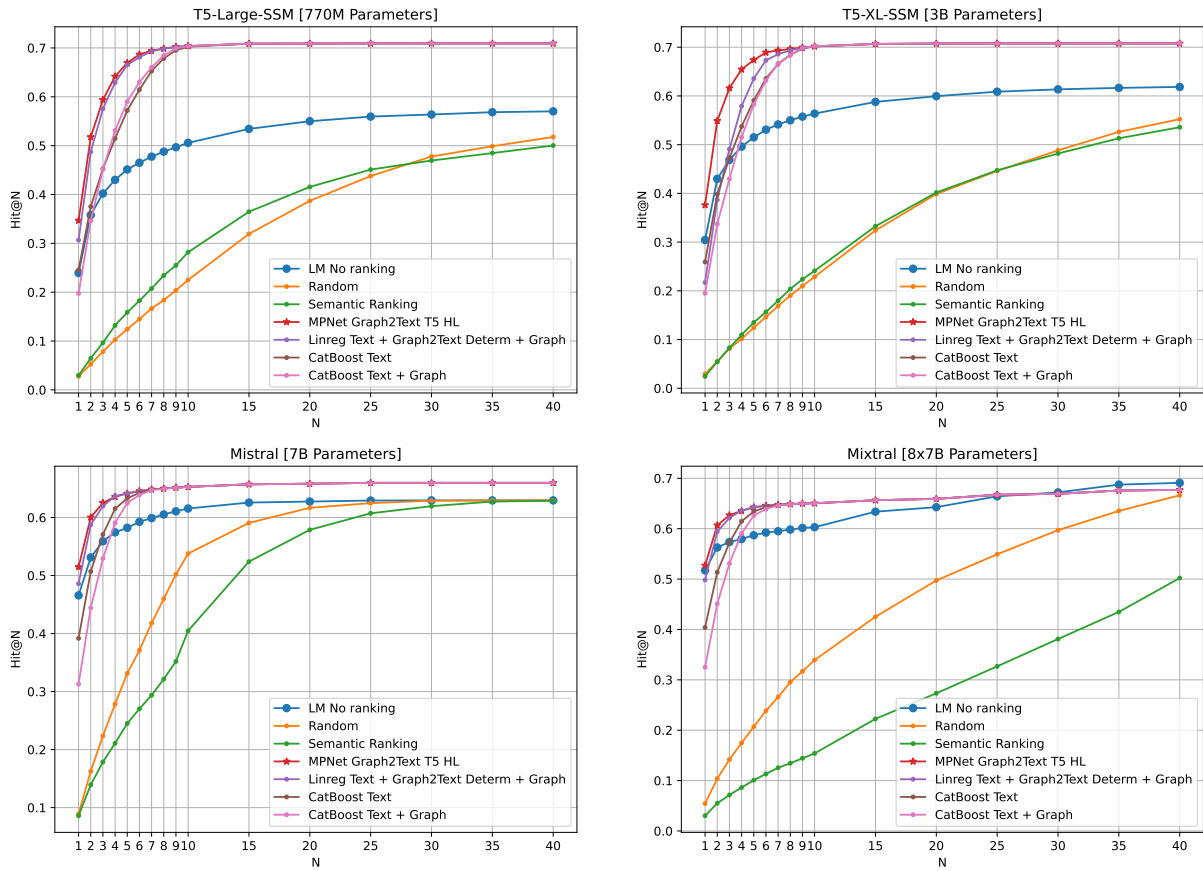 T5-Large-SSM [770M Parameters]
Hit@N
0.7
0.6
0.5
0.4
0.3
0.2
0.1
0.0
LM No ranking
Random
Semantic Ranking
MPNet Graph2Text T5 HL
Linreg Text + Graph2Text Determ + Graph
CatBoost Text
CatBoost Text + Graph
1 2 3 4 5 6 7 8 9 10 15 20 25 30 35 40
N
T5-XL-SSM [3B Parameters]
Hit@N
0.7
0.6
0.5
0.4
0.3
0.2
0.1
0.0
LM No ranking
Random
Semantic Ranking
MPNet Graph2Text T5 HL
Linreg Text + Graph2Text Determ + Graph
CatBoost Text
CatBoost Text + Graph
1 2 3 4 5 6 7 8 9 10 15 20 25 30 35 40
N
Mistral [7B Parameters]
Hit@N
0.6
0.5
0.4
0.3
0.2
0.1
LM No ranking
Random
Semantic Ranking
MPNet Graph2Text T5 HL
Linreg Text + Graph2Text Determ + Graph
CatBoost Text
CatBoost Text + Graph
1 2 3 4 5 6 7 8 9 10 15 20 25 30 35 40
N
Mixtral [8x7B Parameters]
Hit@N
0.7
0.6
0.5
0.4
0.3
0.2
0.1
0.0
LM No ranking
Random
Semantic Ranking
MPNet Graph2Text T5 HL
Linreg Text + Graph2Text Determ + Graph
CatBoost Text
CatBoost Text + Graph
1 2 3 4 5 6 7 8 9 10 15 20 25 30 35 40
N